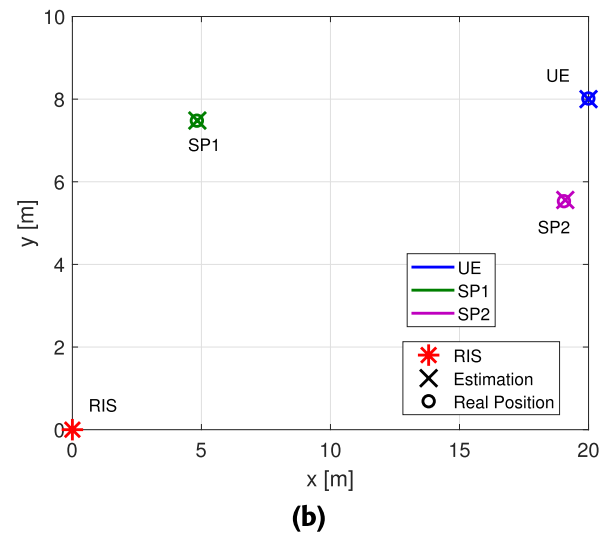 10
8
6
4
2
0
0
5
10
15
20
y [m]
x [m]
UE
SP1
SP2
RIS
UE
SP1
SP2
RIS
Estimation
Real Position
(b)